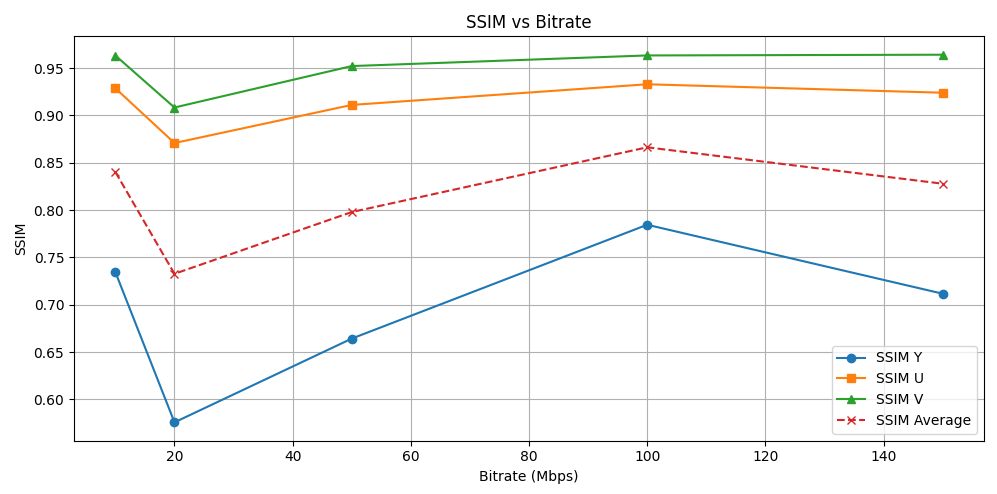 SSIM vs Bitrate
SSIM
0.95
0.90
0.85
0.80
0.75
0.70
0.65
0.60
20 40 60 80 100 120 140
Bitrate (Mbps)
SSIM Y
SSIM U
SSIM V
SSIM Average